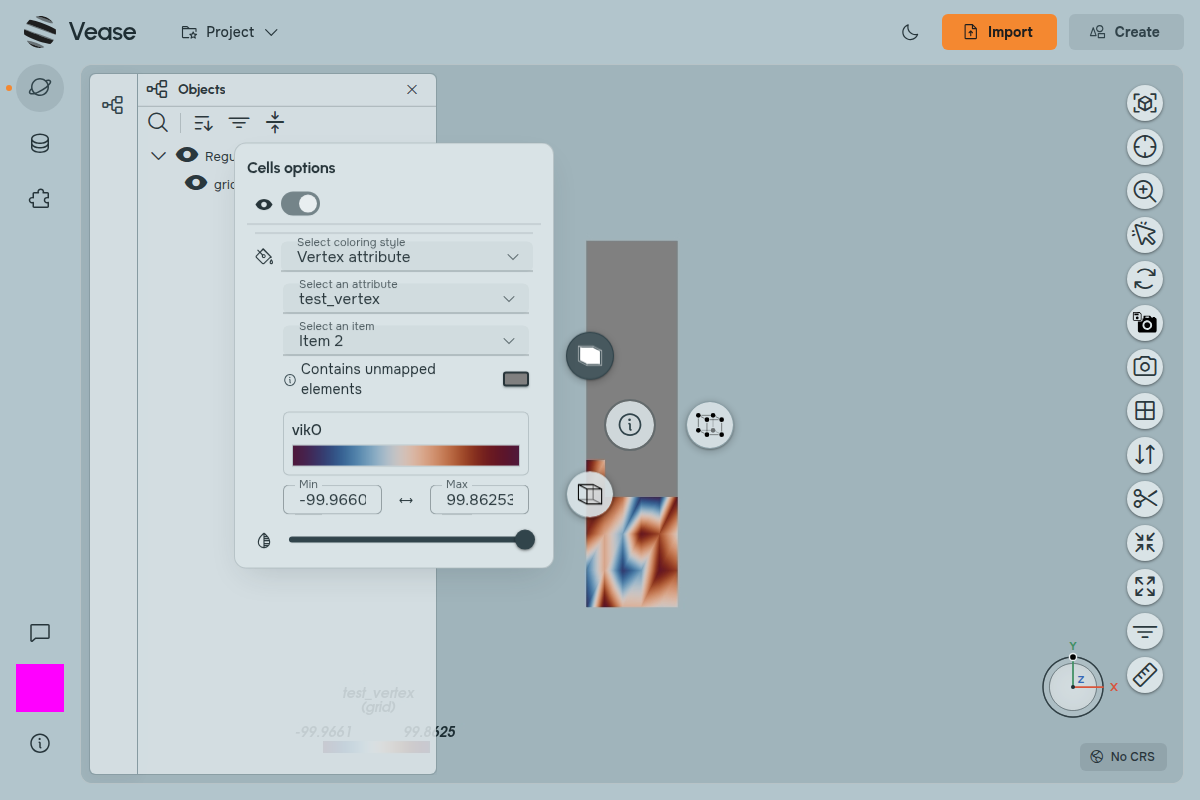 Vease
Project
Import
Create
Objects
Regu
grid
Cells options
Select coloring style
Vertex attribute
Select an attribute
test_vertex
Select an item
Item 2
Contains unmapped
elements
vikO
Min
-99.9660
Max
99.86253
test_vertex
(grid)
-99.9661
99.8625
Y
Z
X
No CRS